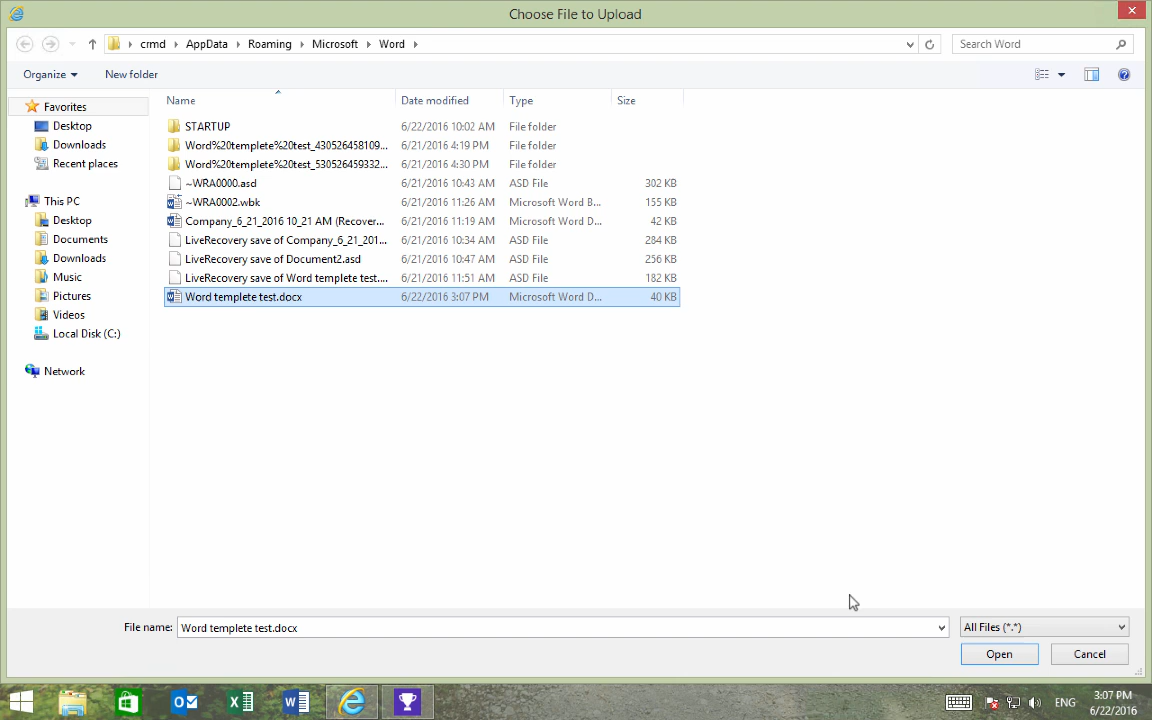 Choose File to Upload
crmd AppData Roaming Microsoft Word
Search Word
Organize New folder
Name Date modified Type Size
Favorites
Desktop
Downloads
Recent places
This PC
Desktop
Documents
Downloads
Music
Pictures
Videos
Local Disk (C:)
Network
STARTUP 6/22/2016 10:02 AM File folder
Word%20templete%20test_430526458109... 6/21/2016 4:19 PM File folder
Word%20templete%20test_530526459332... 6/21/2016 4:30 PM File folder
~WRA0000.asd 6/21/2016 10:43 AM ASD File 302 KB
~WRA0002.wbk 6/21/2016 11:26 AM Microsoft Word B... 155 KB
Company_6_21_2016 10_21 AM (Recover... 6/21/2016 11:19 AM Microsoft Word D... 42 KB
LiveRecovery save of Company_6_21_201... 6/21/2016 10:34 AM ASD File 284 KB
LiveRecovery save of Document2.asd 6/21/2016 10:47 AM ASD File 256 KB
LiveRecovery save of Word templete test.... 6/21/2016 11:51 AM ASD File 182 KB
Word templete test.docx 6/22/2016 3:07 PM Microsoft Word D... 40 KB
File name: Word templete test.docx All Files (*.*)
Open Cancel
ENG 3:07 PM
6/22/2016